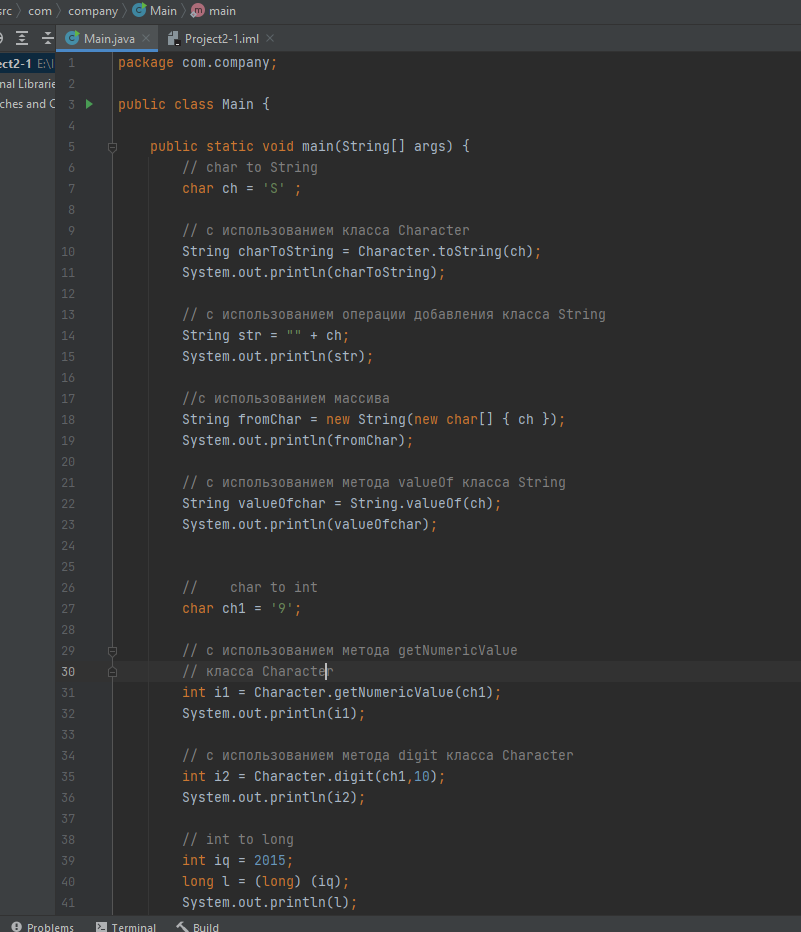 src com company Main main
Main.java Project2-1.iml
1 package com.company;
2
3 public class Main {
4
5 public static void main(String[] args) {
6 // char to String
7 char ch = 'S' ;
8
9 // с использованием класса Character
10 String charToString = Character.toString(ch);
11 System.out.println(charToString);
12
13 // с использованием операции добавления класса String
14 String str = "" + ch;
15 System.out.println(str);
16
17 //с использованием массива
18 String fromChar = new String(new char[] { ch });
19 System.out.println(fromChar);
20
21 // с использованием метода valueOf класса String
22 String valueOfchar = String.valueOf(ch);
23 System.out.println(valueOfchar);
24
25
26 // char to int
27 char ch1 = '9';
28
29 // с использованием метода getNumericValue
30 // класса Character
31 int i1 = Character.getNumericValue(ch1);
32 System.out.println(i1);
33
34 // с использованием метода digit класса Character
35 int i2 = Character.digit(ch1,10);
36 System.out.println(i2);
37
38 // int to long
39 int iq = 2015;
40 long l = (long) (iq);
41 System.out.println(l);
ect2-1 E:\
nal Librarie
ches and C
Problems Terminal Build